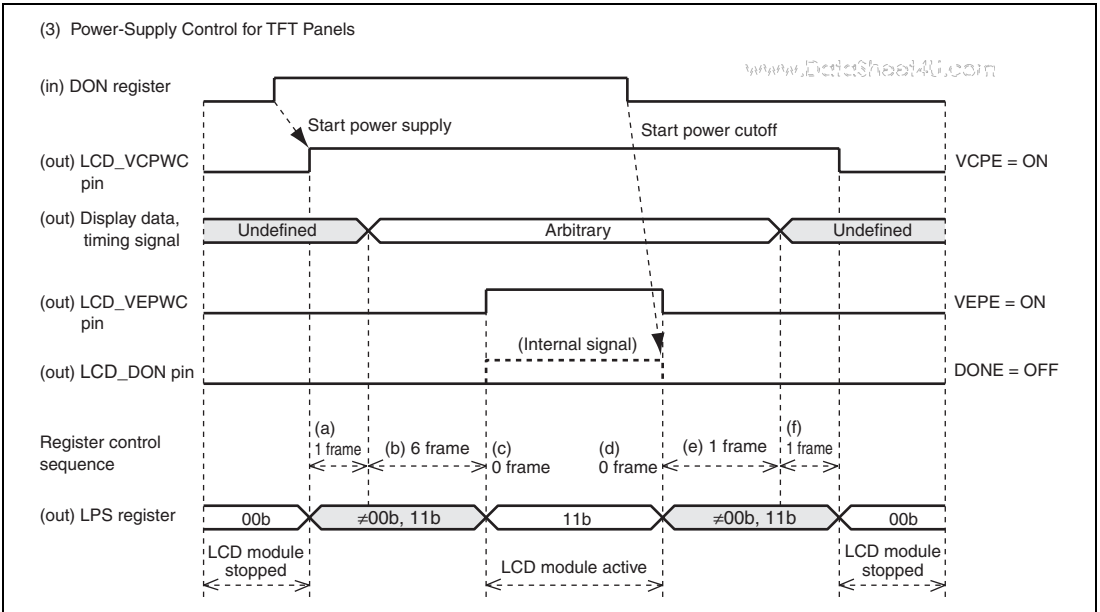 (3) Power-Supply Control for TFT Panels
www.DataSheet4U.com
(in) DON register
Start power supply
Start power cutoff
(out) LCD_VCPWC
pin
VCPE = ON
(out) Display data,
timing signal
Undefined
Arbitrary
Undefined
(out) LCD_VEPWC
pin
VEPE = ON
(Internal signal)
(out) LCD_DON pin
DONE = OFF
Register control
sequence
(a)
1 frame
(b) 6 frame
(c)
0 frame
(d)
0 frame
(e) 1 frame
(f)
1 frame
(out) LPS register
00b
≠00b, 11b
11b
≠00b, 11b
00b
LCD module
stopped
LCD module active
LCD module
stopped